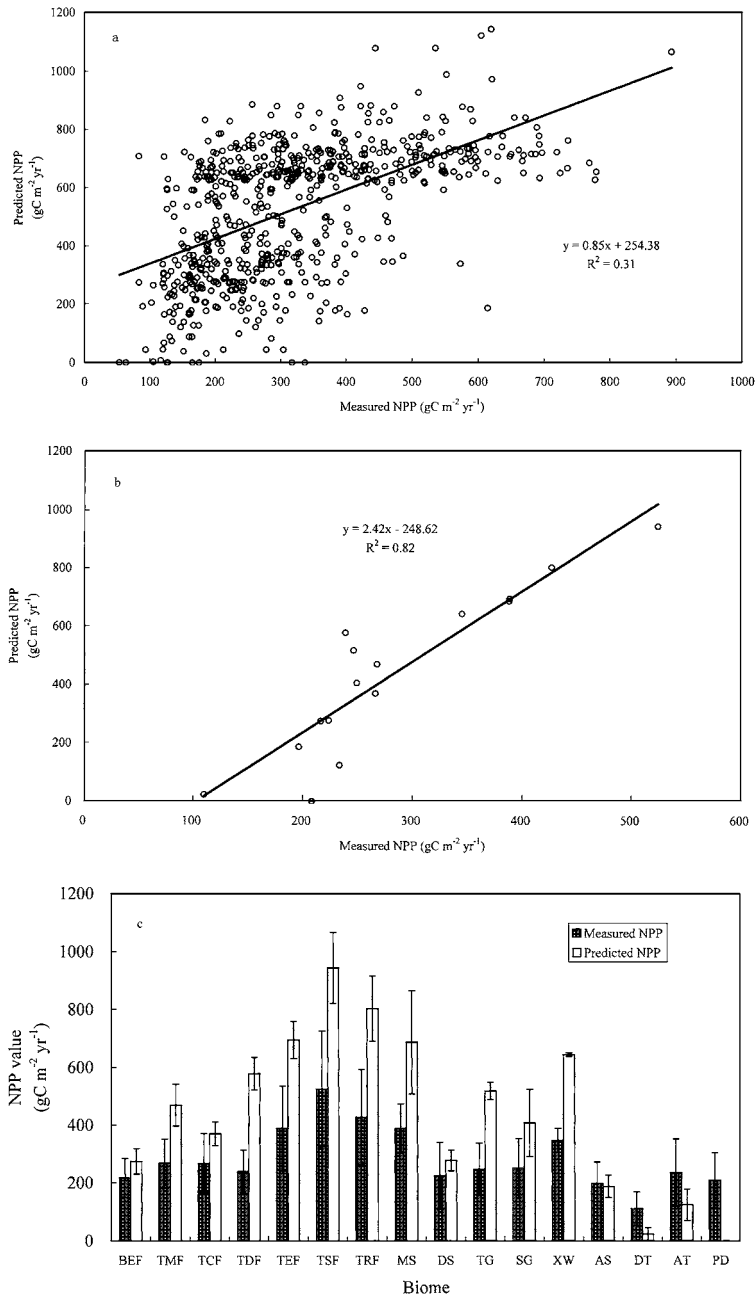 a
1200
1000
800
600
400
200
0
Predicted NPP
(gC m⁻² yr⁻¹)
y = 0.85x + 254.38
R² = 0.31
0 100 200 300 400 500 600 700 800 900 1000
Measured NPP (gC m⁻² yr⁻¹)
b
1200
1000
800
600
400
200
0
Predicted NPP
(gC m⁻² yr⁻¹)
y = 2.42x - 248.62
R² = 0.82
0 100 200 300 400 500 600
Measured NPP (gC m⁻² yr⁻¹)
c
1200
1000
800
600
400
200
0
NPP value
(gC m⁻² yr⁻¹)
Measured NPP
Predicted NPP
BEF TMF TCF TDF TEF TSF TRF MS DS TG SG XW AS DT AT PD
Biome